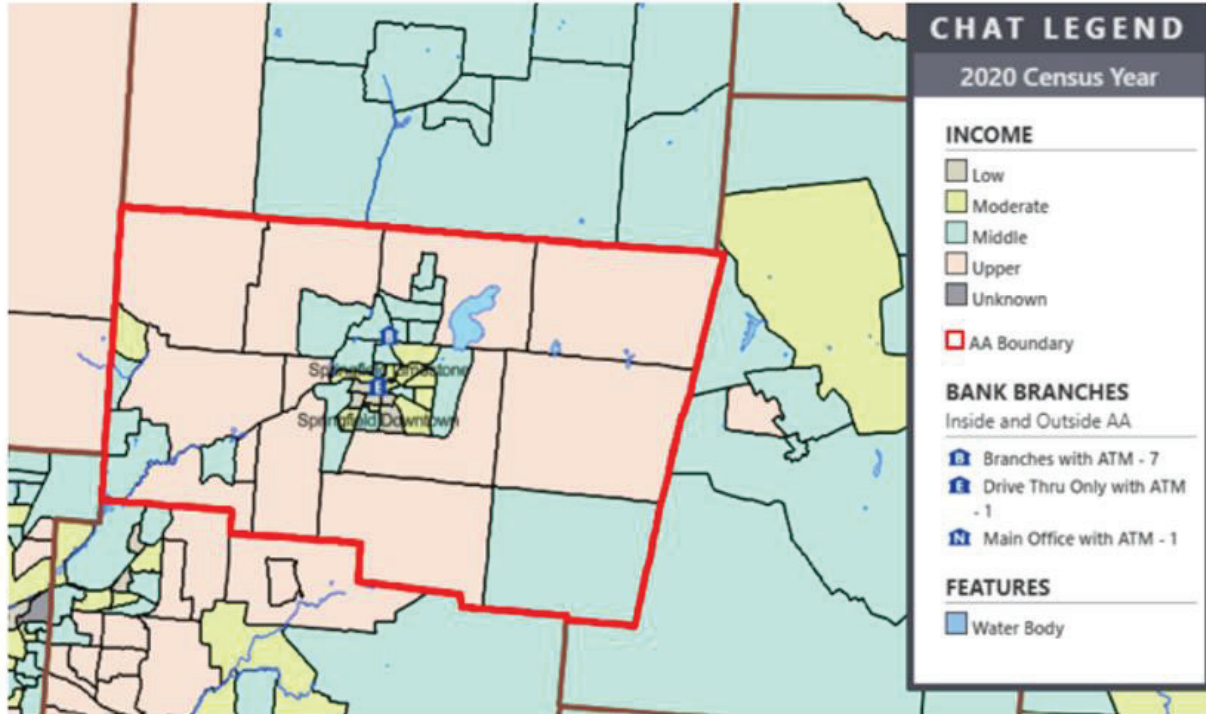 CHAT LEGEND
2020 Census Year
INCOME
Low
Moderate
Middle
Upper
Unknown
AA Boundary
BANK BRANCHES
Inside and Outside AA
B Branches with ATM - 7
E Drive Thru Only with ATM
- 1
N Main Office with ATM - 1
FEATURES
Water Body
Springfield Limestone
Springfield Downtown